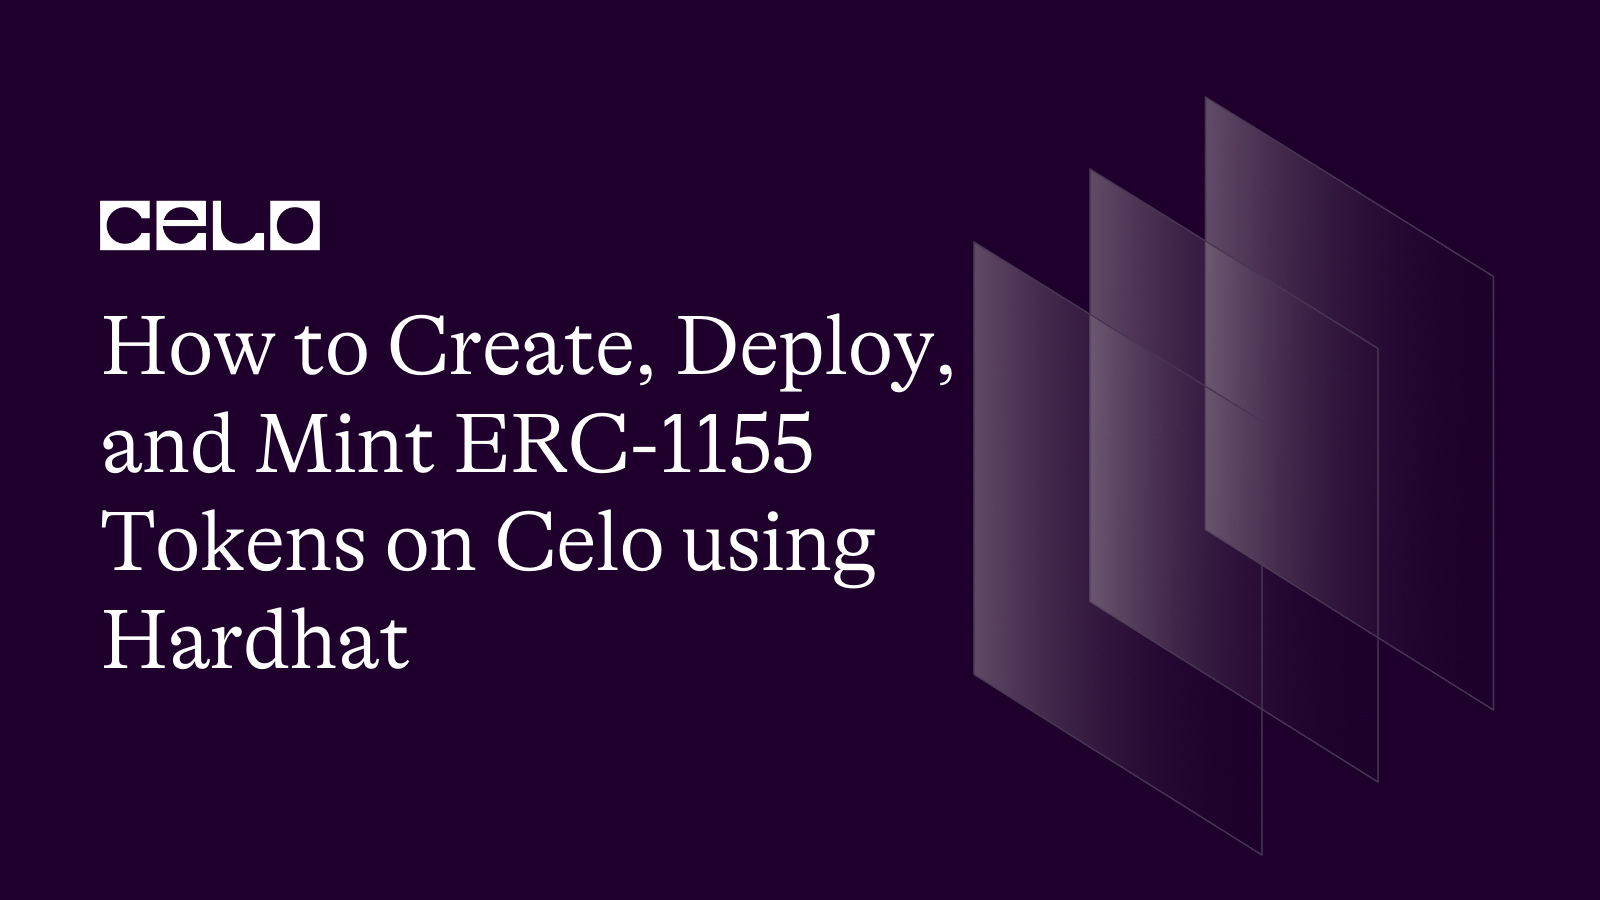 CELO
How to Create, Deploy,
and Mint ERC-1155
Tokens on Celo using
Hardhat